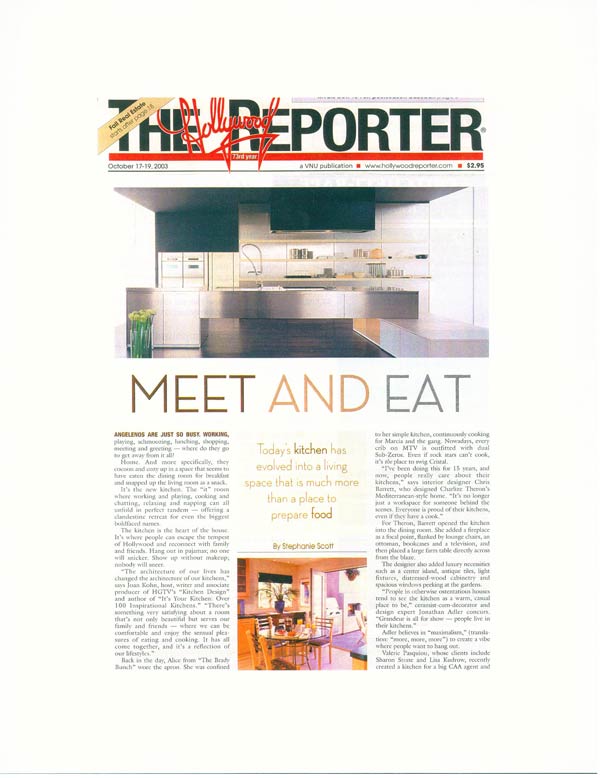 Fall Real Estate
starts after page 18
THE Hollywood REPORTER
73rd year
October 17-19, 2003
a VNU publication ■ www.hollywoodreporter.com ■ $2.95
MEET AND EAT
ANGELENOS ARE JUST SO BUSY. WORKING,
playing, schmoozing, lunching, shopping,
meeting and greeting — where do they go
to get away from it all?
Home. And more specifically, they
cocoon and cozy up in a space that seems to
have eaten the dining room for breakfast
and snapped up the living room as a snack.
It's the new kitchen. The "it" room
where working and playing, cooking and
chatting, relaxing and napping can all
unfold in perfect tandem — offering a
clandestine retreat for even the biggest
boldfaced names.
The kitchen is the heart of the house.
It's where people can escape the tempest
of Hollywood and reconnect with family
and friends. Hang out in pajamas; no one
will snicker. Show up without makeup,
nobody will sneer.
"The architecture of our lives has
changed the architecture of our kitchens,"
says Joan Kohn, host, writer and associate
producer of HGTV's "Kitchen Design"
and author of "It's Your Kitchen: Over
100 Inspirational Kitchens." "There's
something very satisfying about a room
that's not only beautiful but serves our
family and friends — where we can be
comfortable and enjoy the sensual plea-
sures of eating and cooking. It has all
come together, and it's a reflection of
our lifestyles."
Back in the day, Alice from "The Brady
Bunch" wore the apron. She was confined
Today's kitchen has
evolved into a living
space that is much more
than a place to
prepare food
By Stephanie Scott
to her simple kitchen, continuously cooking
for Marcia and the gang. Nowadays, every
crib on MTV is outfitted with dual
Sub-Zeros. Even if rock stars can't cook,
it's the place to swig Cristal.
"I've been doing this for 15 years, and
now, people really care about their
kitchens," says interior designer Chris
Barrett, who designed Charlize Theron's
Mediterranean-style home. "It's no longer
just a workspace for someone behind the
scenes. Everyone is proud of their kitchens,
even if they have a cook."
For Theron, Barrett opened the kitchen
into the dining room. She added a fireplace
as a focal point, flanked by lounge chairs, an
ottoman, bookcases and a television, and
then placed a large farm table directly across
from the blaze.
The designer also added luxury necessities
such as a center island, antique tiles, light
fixtures, distressed-wood cabinetry and
spacious windows peeking at the gardens.
"People in otherwise ostentatious houses
tend to see the kitchen as a warm, casual
place to be," ceramist-cum-decorator and
design expert Jonathan Adler concurs.
"Grandeur is all for show — people live in
their kitchens."
Adler believes in "maximalism," (transla-
tion: "more, more, more") to create a vibe
where people want to hang out.
Valerie Pasquiou, whose clients include
Sharon Stone and Lisa Kudrow, recently
created a kitchen for a big CAA agent and